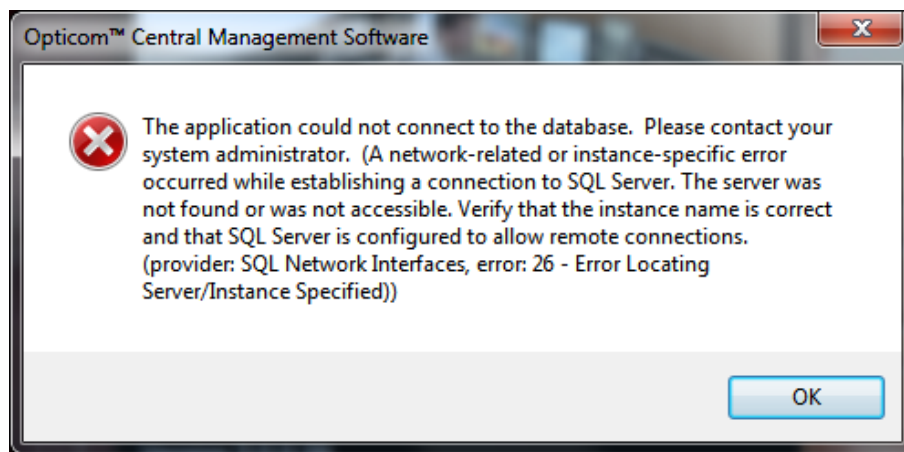 Opticom™ Central Management Software
The application could not connect to the database.  Please contact your
system administrator.  (A network-related or instance-specific error
occurred while establishing a connection to SQL Server. The server was
not found or was not accessible. Verify that the instance name is correct
and that SQL Server is configured to allow remote connections.
(provider: SQL Network Interfaces, error: 26 - Error Locating
Server/Instance Specified))
OK